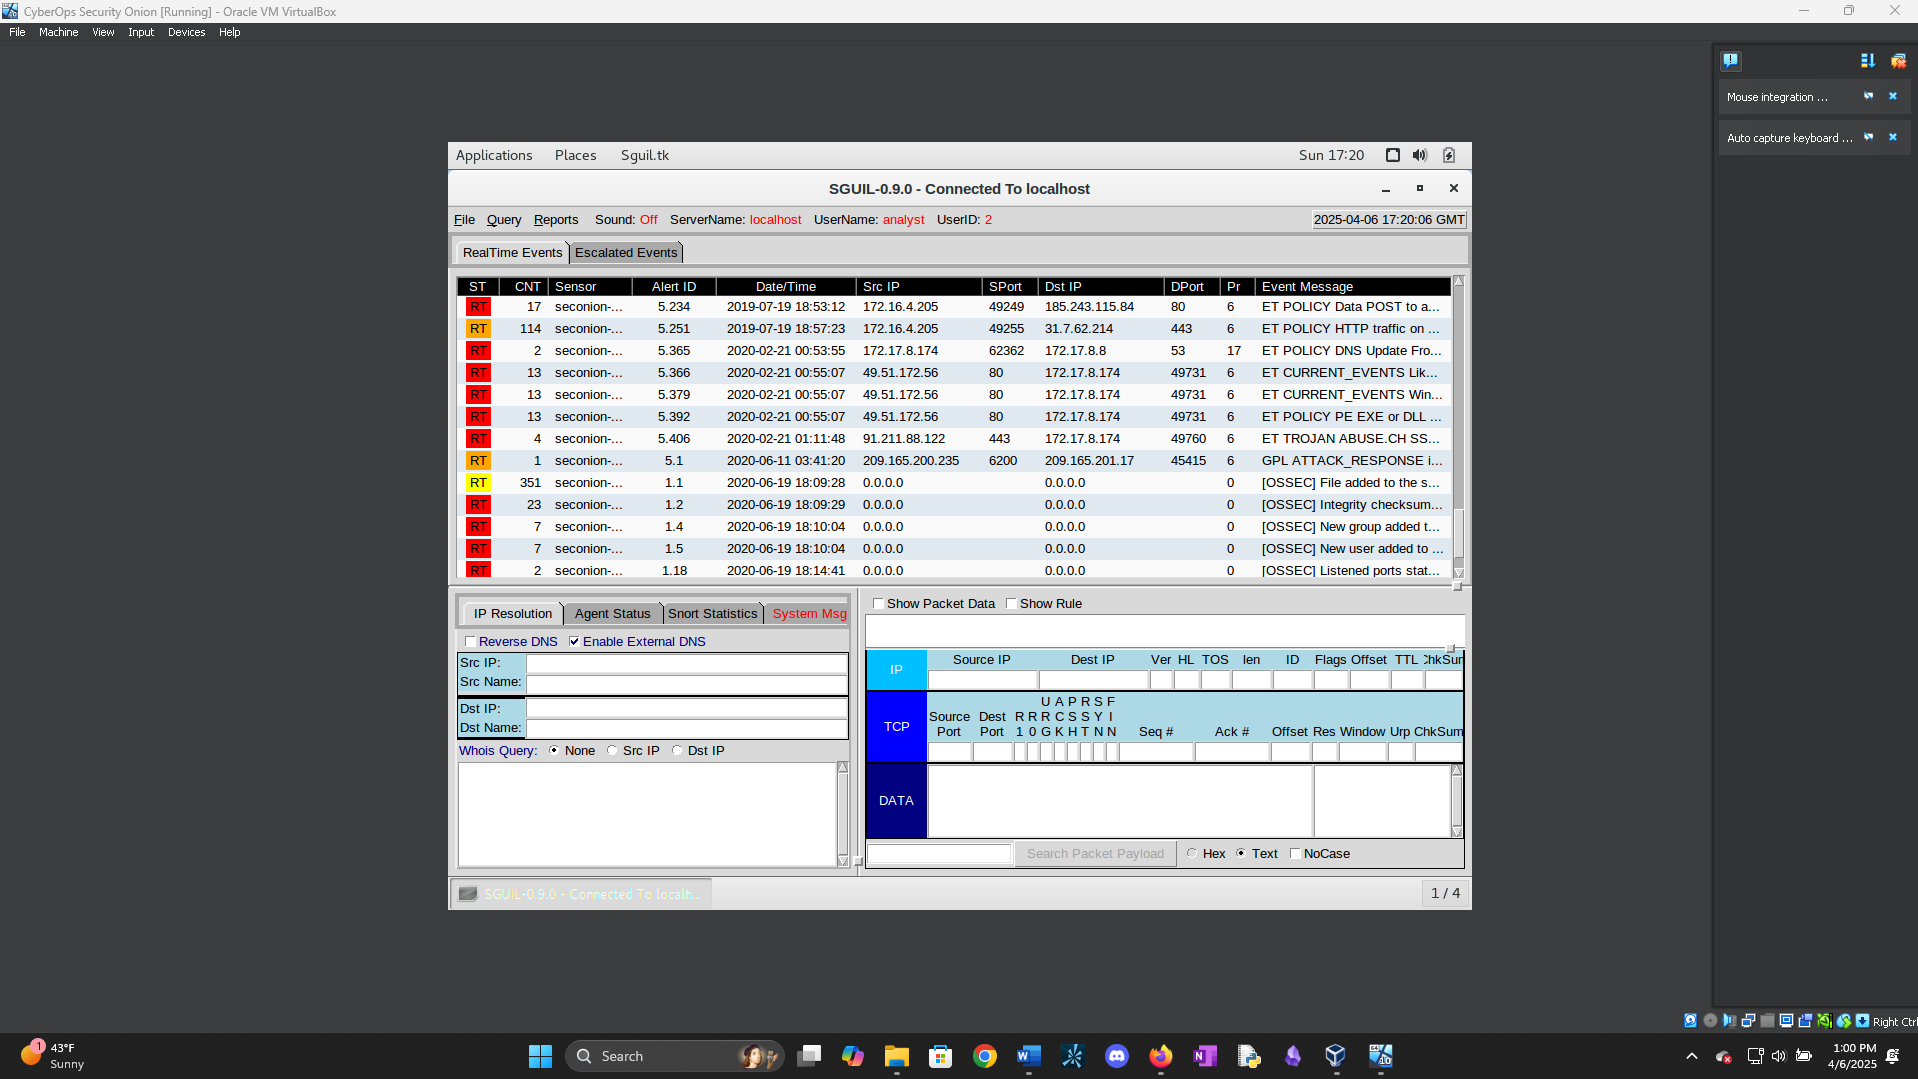 CyberOps Security Onion [Running] - Oracle VM VirtualBox
File Machine View Input Devices Help
Mouse integration ...
Auto capture keyboard ...
Applications Places Sguil.tk Sun 17:20
SGUIL-0.9.0 - Connected To localhost
File Query Reports Sound: Off ServerName: localhost UserName: analyst UserID: 2 2025-04-06 17:20:06 GMT
RealTime Events Escalated Events
ST CNT Sensor Alert ID Date/Time Src IP SPort Dst IP DPort Pr Event Message
RT 17 seconion-... 5.234 2019-07-19 18:53:12 172.16.4.205 49249 185.243.115.84 80 6 ET POLICY Data POST to a...
RT 114 seconion-... 5.251 2019-07-19 18:57:23 172.16.4.205 49255 31.7.62.214 443 6 ET POLICY HTTP traffic on ...
RT 2 seconion-... 5.365 2020-02-21 00:53:55 172.17.8.174 62362 172.17.8.8 53 17 ET POLICY DNS Update Fro...
RT 13 seconion-... 5.366 2020-02-21 00:55:07 49.51.172.56 80 172.17.8.174 49731 6 ET CURRENT_EVENTS Lik...
RT 13 seconion-... 5.379 2020-02-21 00:55:07 49.51.172.56 80 172.17.8.174 49731 6 ET CURRENT_EVENTS Win...
RT 13 seconion-... 5.392 2020-02-21 00:55:07 49.51.172.56 80 172.17.8.174 49731 6 ET POLICY PE EXE or DLL ...
RT 4 seconion-... 5.406 2020-02-21 01:11:48 91.211.88.122 443 172.17.8.174 49760 6 ET TROJAN ABUSE.CH SS...
RT 1 seconion-... 5.1 2020-06-11 03:41:20 209.165.200.235 6200 209.165.201.17 45415 6 GPL ATTACK_RESPONSE i...
RT 351 seconion-... 1.1 2020-06-19 18:09:28 0.0.0.0 0.0.0.0 0 [OSSEC] File added to the s...
RT 23 seconion-... 1.2 2020-06-19 18:09:29 0.0.0.0 0.0.0.0 0 [OSSEC] Integrity checksum...
RT 7 seconion-... 1.4 2020-06-19 18:10:04 0.0.0.0 0.0.0.0 0 [OSSEC] New group added t...
RT 7 seconion-... 1.5 2020-06-19 18:10:04 0.0.0.0 0.0.0.0 0 [OSSEC] New user added to ...
RT 2 seconion-... 1.18 2020-06-19 18:14:41 0.0.0.0 0.0.0.0 0 [OSSEC] Listened ports stat...
IP Resolution Agent Status Snort Statistics System Msg
Reverse DNS Enable External DNS
Src IP:
Src Name:
Dst IP:
Dst Name:
Whois Query: None Src IP Dst IP
Show Packet Data Show Rule
IP Source IP Dest IP Ver HL TOS len ID Flags Offset TTL ChkSum
U A P R S F
TCP Source Dest R R R C S S Y I
Port Port 1 0 G K H T N N Seq # Ack # Offset Res Window Urp ChkSum
DATA
Search Packet Payload Hex Text NoCase
SGUIL-0.9.0 - Connected To localh...
1 / 4
Right Ctrl
1
43°F
Sunny
Search
1:00 PM
4/6/2025